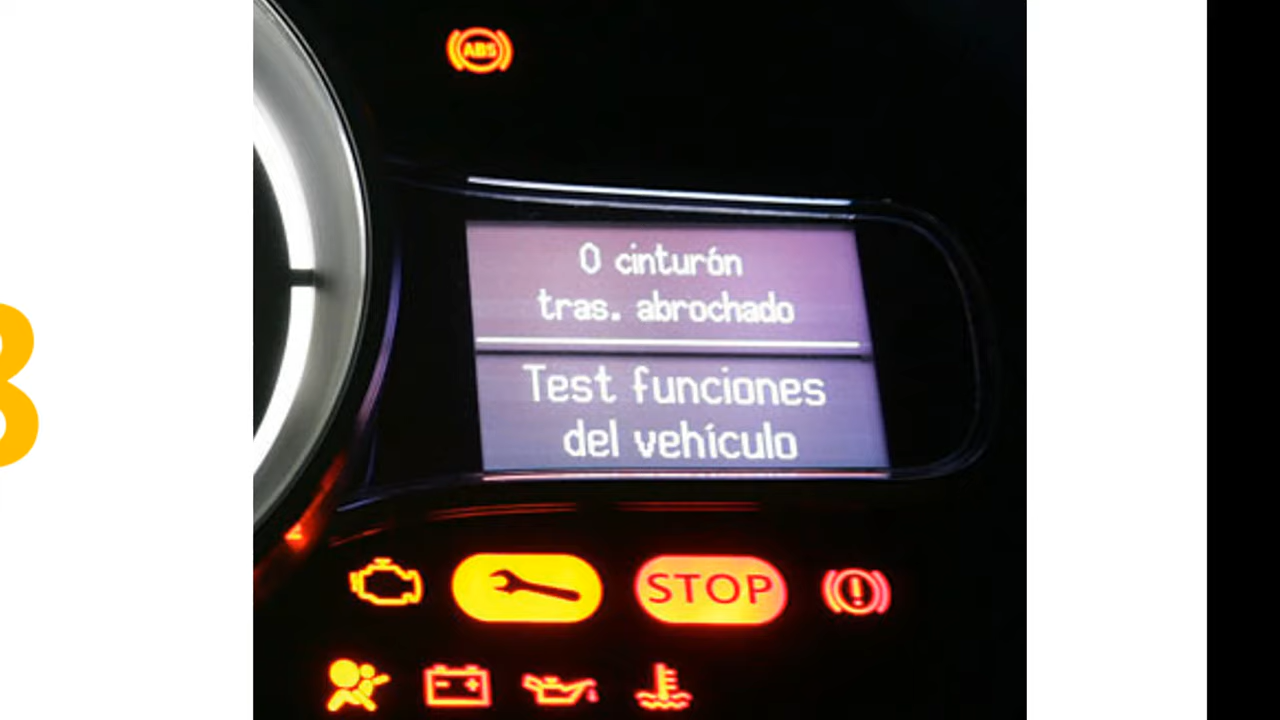 ABS
0 cinturón
tras. abrochado
Test funciones
del vehículo
STOP